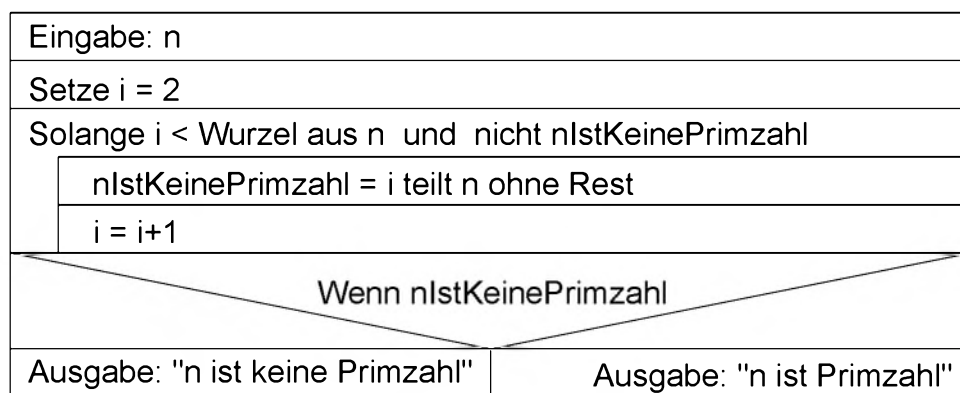 Eingabe: n
Setze i = 2
Solange i < Wurzel aus n und nicht nIstKeinePrimzahl
nIstKeinePrimzahl = i teilt n ohne Rest
i = i+1
Wenn nIstKeinePrimzahl
Ausgabe: "n ist keine Primzahl"
Ausgabe: "n ist Primzahl"